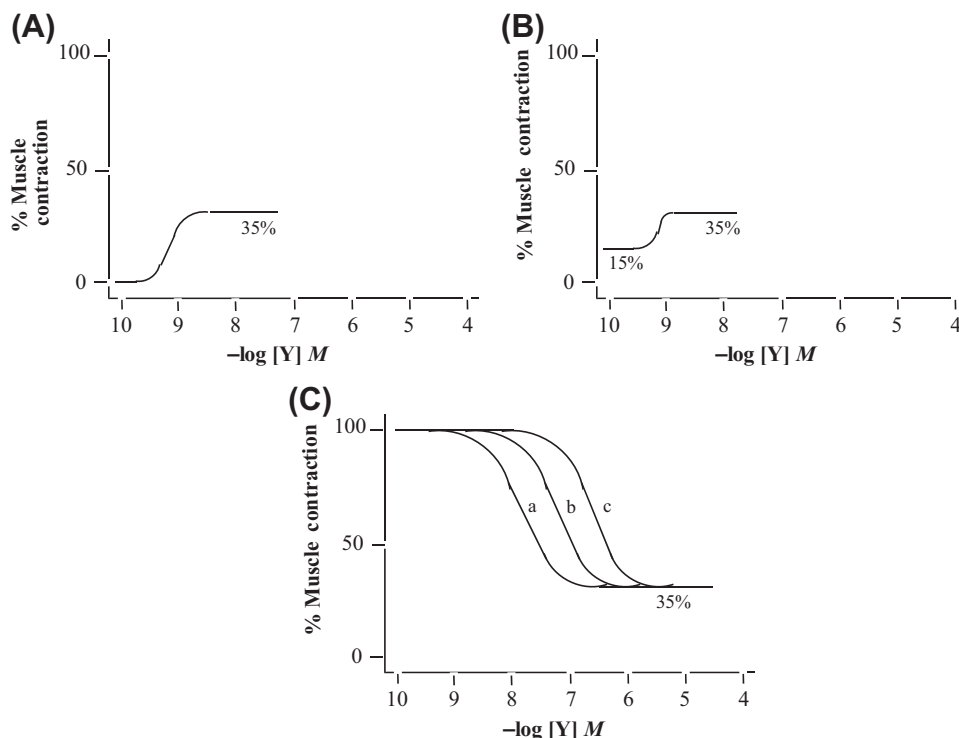 (A)
100
50
0
% Muscle
contraction
35%
10 9 8 7 6 5 4
–log [Y] M
(B)
100
50
0
% Muscle contraction
15%
35%
10 9 8 7 6 5 4
–log [Y] M
(C)
100
50
0
% Muscle contraction
a b c
35%
10 9 8 7 6 5 4
–log [Y] M